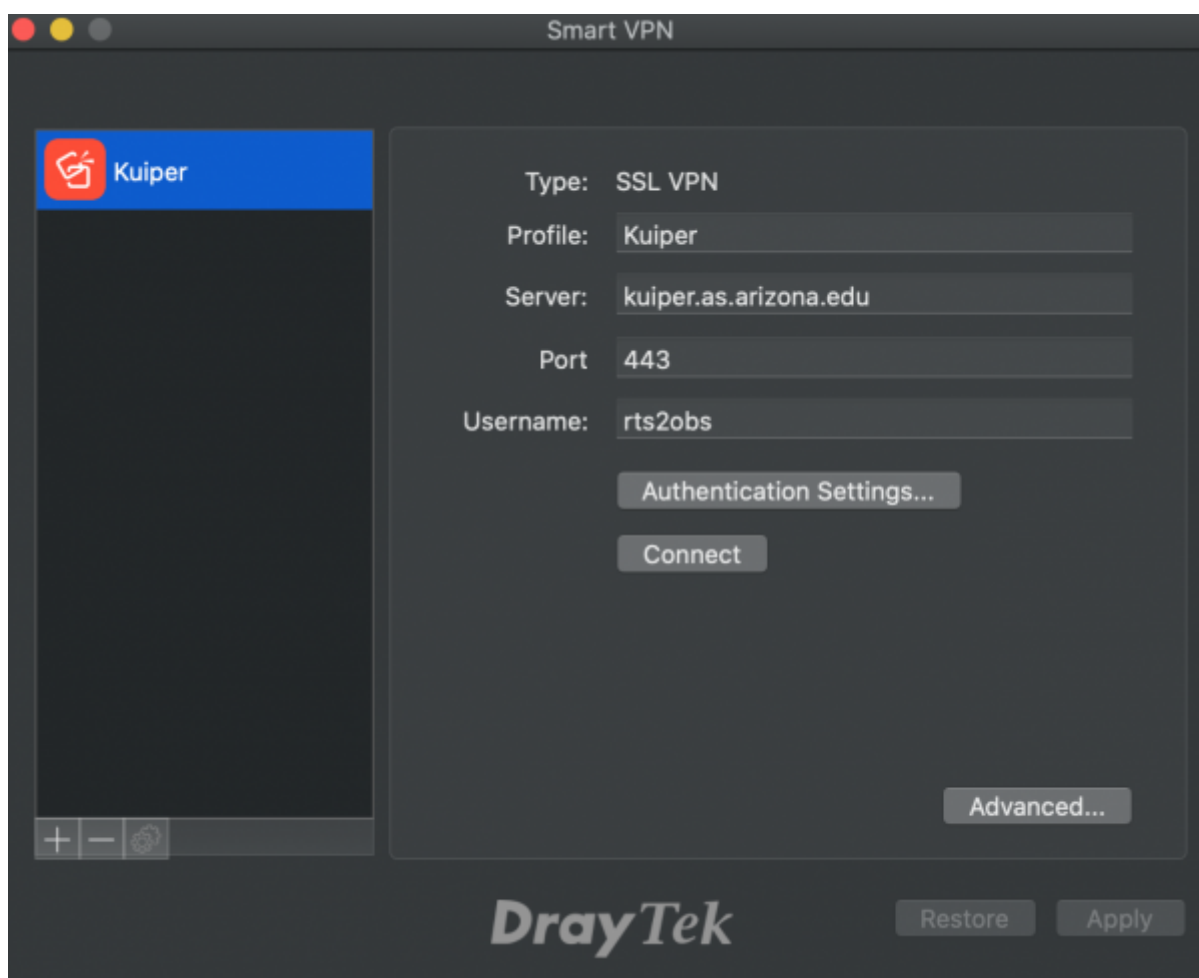 Smart VPN
Kuiper
Type: SSL VPN
Profile: Kuiper
Server: kuiper.as.arizona.edu
Port 443
Username: rts2obs
Authentication Settings...
Connect
Advanced...
DrayTek
Restore Apply